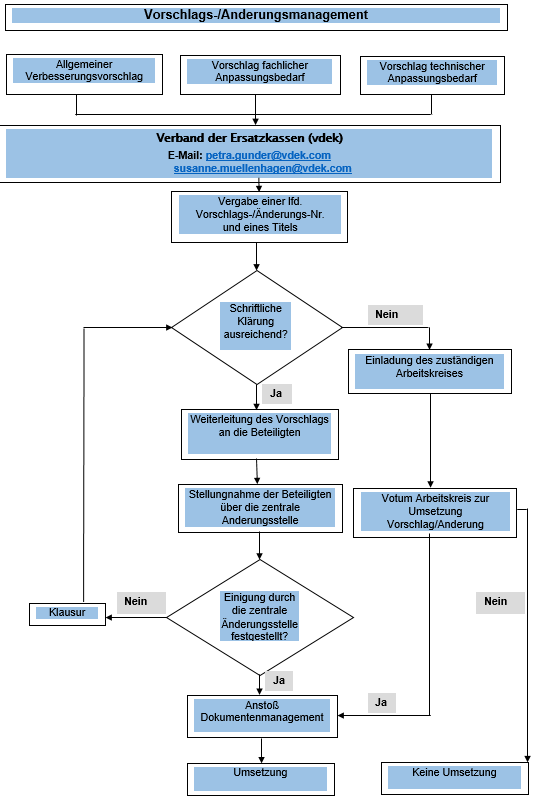 Vorschlags-/Änderungsmanagement
Allgemeiner
Verbesserungsvorschlag
Vorschlag fachlicher
Anpassungsbedarf
Vorschlag technischer
Anpassungsbedarf
Verband der Ersatzkassen (vdek)
E-Mail: petra.gunder@vdek.com
susanne.muellenhagen@vdek.com
Vergabe einer lfd.
Vorschlags-/Änderungs-Nr.
und eines Titels
Schriftliche
Klärung
ausreichend?
Nein
Einladung des zuständigen
Arbeitskreises
Ja
Weiterleitung des Vorschlags
an die Beteiligten
Stellungnahme der Beteiligten
über die zentrale
Änderungsstelle
Votum Arbeitskreis zur
Umsetzung
Vorschlag/Änderung
Einigung durch
die zentrale
Änderungsstelle
festgestellt?
Nein
Klausur
Nein
Ja
Anstoß
Dokumentenmanagement
Ja
Umsetzung
Keine Umsetzung